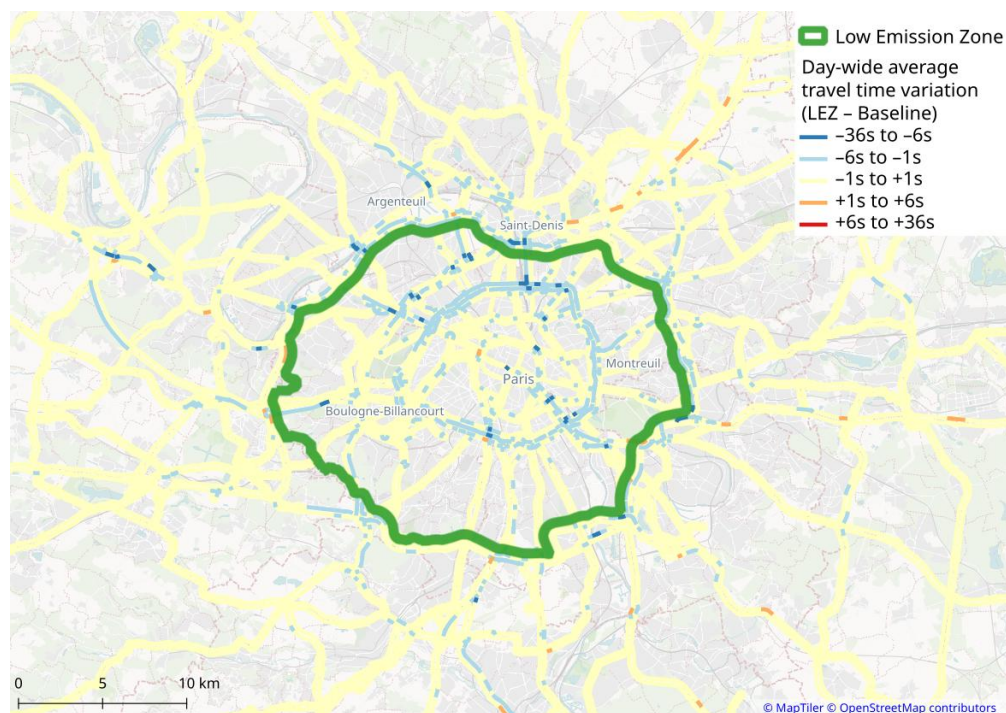 Low Emission Zone
Day-wide average
travel time variation
(LEZ – Baseline)
–36s to –6s
–6s to –1s
–1s to +1s
+1s to +6s
+6s to +36s
Argenteuil
Saint-Denis
Montreuil
Paris
Boulogne-Billancourt
0 5 10 km
© MapTiler © OpenStreetMap contributors